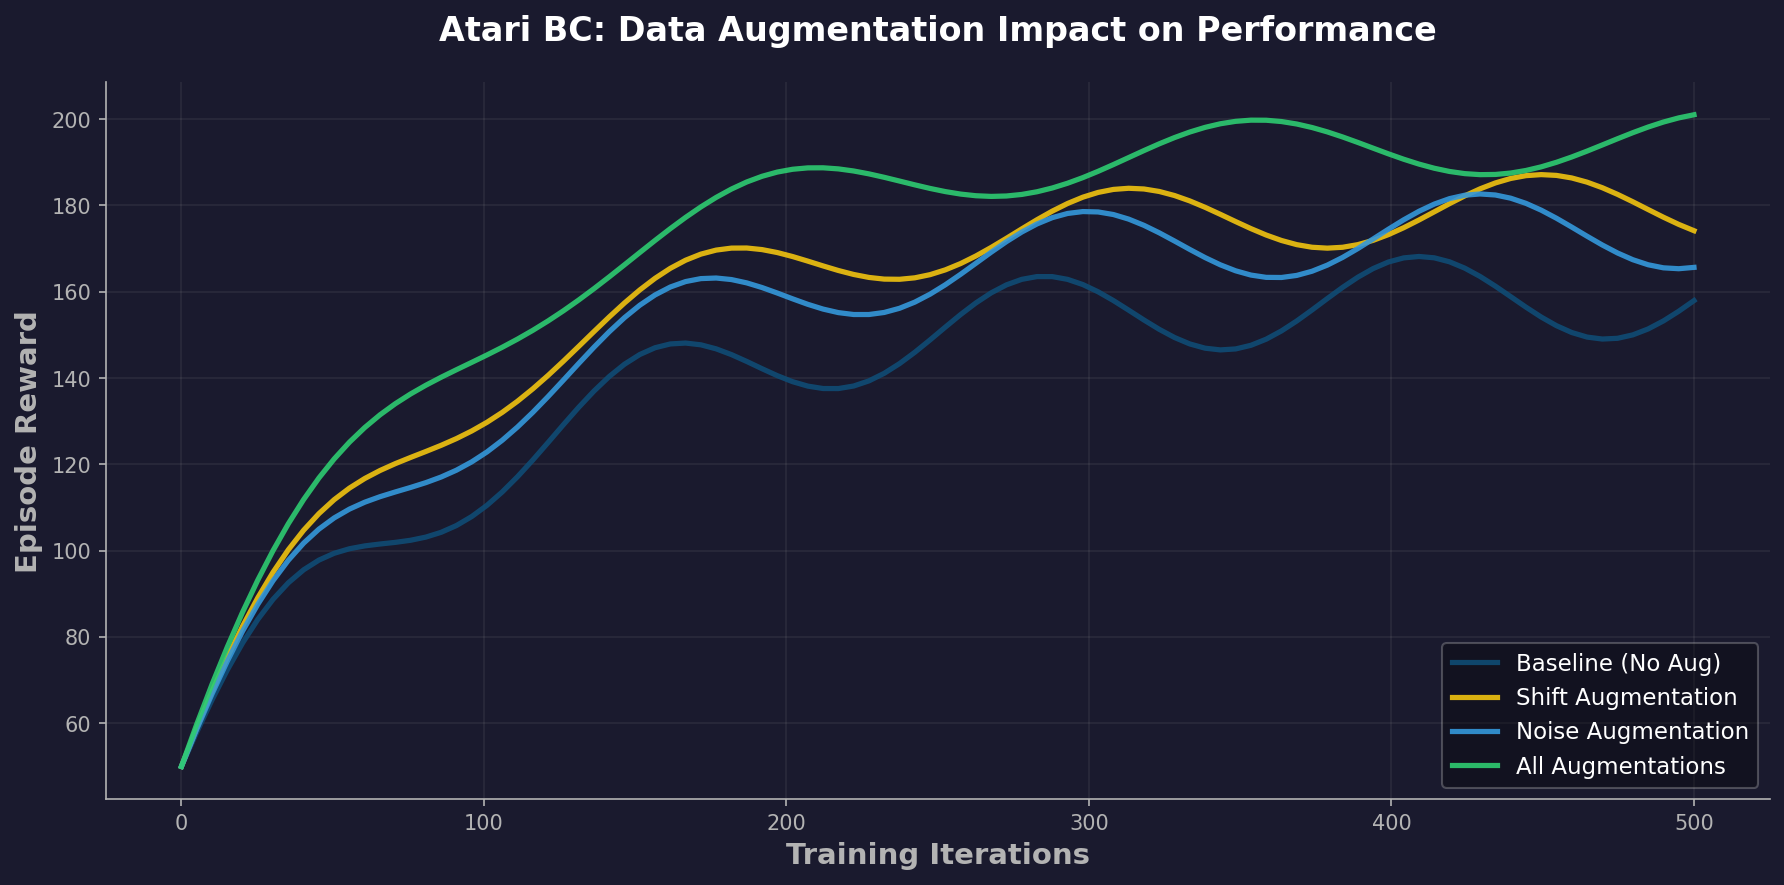 Atari BC: Data Augmentation Impact on Performance
Episode Reward
200
180
160
140
120
100
80
60
0 100 200 300 400 500
Training Iterations
Baseline (No Aug)
Shift Augmentation
Noise Augmentation
All Augmentations